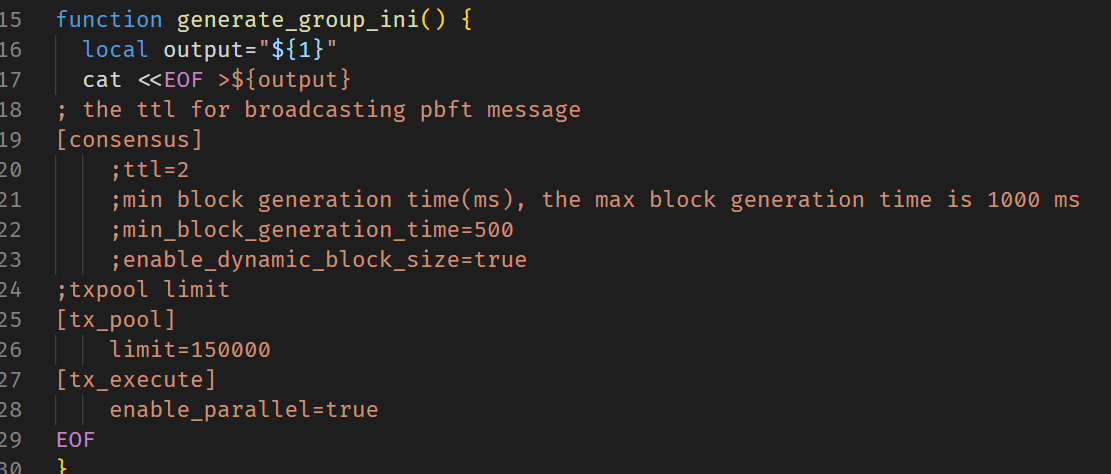 15 function generate_group_ini() {
16   local output="${1}"
17   cat <<EOF >${output}
18 ; the ttl for broadcasting pbft message
19 [consensus]
20     ;ttl=2
21     ;min block generation time(ms), the max block generation time is 1000 ms
22     ;min_block_generation_time=500
23     ;enable_dynamic_block_size=true
24 ;txpool limit
25 [tx_pool]
26     limit=150000
27 [tx_execute]
28     enable_parallel=true
29 EOF
30 }